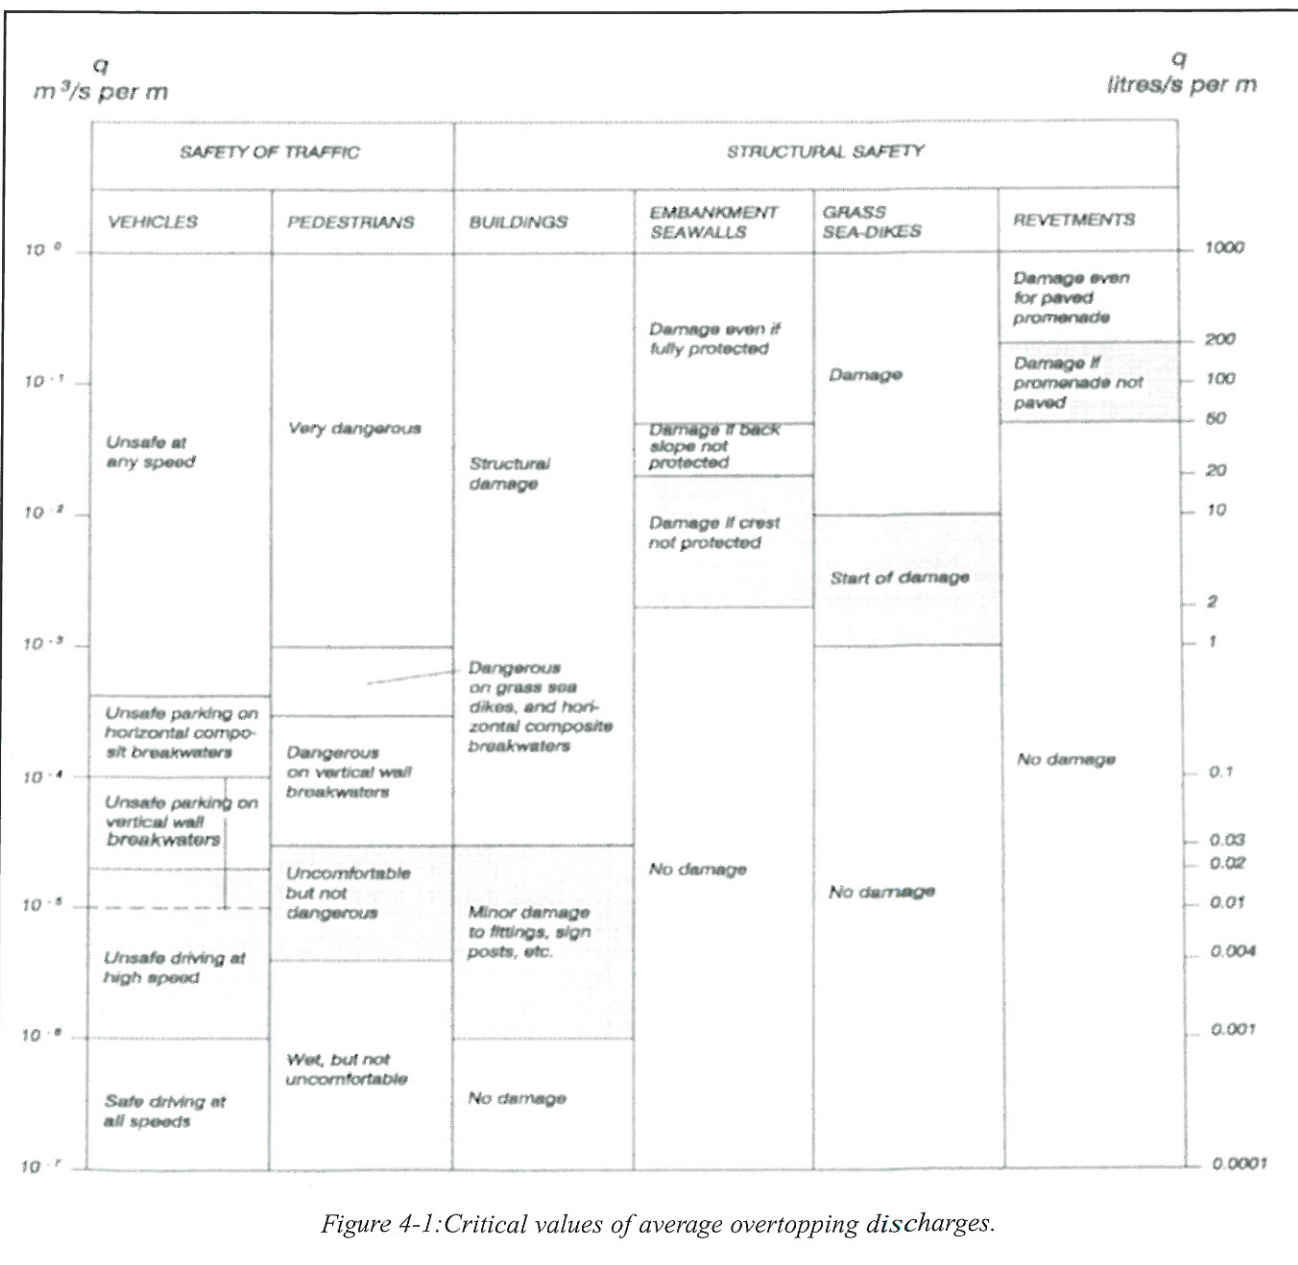 q
m³/s per m
q
litres/s per m
SAFETY OF TRAFFIC
STRUCTURAL SAFETY
VEHICLES
PEDESTRIANS
BUILDINGS
EMBANKMENT
SEAWALLS
GRASS
SEA-DIKES
REVETMENTS
10⁰
10⁻¹
10⁻²
10⁻³
10⁻⁴
10⁻⁵
10⁻⁶
10⁻⁷
Unsafe at
any speed
Unsafe parking on
horizontal compo-
sit breakwaters
Unsafe parking on
vertical wall
breakwaters
Unsafe driving at
high speed
Safe driving at
all speeds
Very dangerous
Dangerous
on grass sea
dikes, and hori-
zontal composite
breakwaters
Dangerous
on vertical wall
breakwaters
Uncomfortable
but not
dangerous
Wet, but not
uncomfortable
Structural
damage
Minor damage
to fittings, sign
posts, etc.
No damage
Damage even if
fully protected
Damage if back
slope not
protected
Damage if crest
not protected
No damage
Damage
Start of damage
No damage
Damage even
for paved
promenade
Damage if
promenade not
paved
No damage
1000
200
100
50
20
10
2
1
0.1
0.03
0.02
0.01
0.004
0.001
0.0001
Figure 4-1:Critical values of average overtopping discharges.